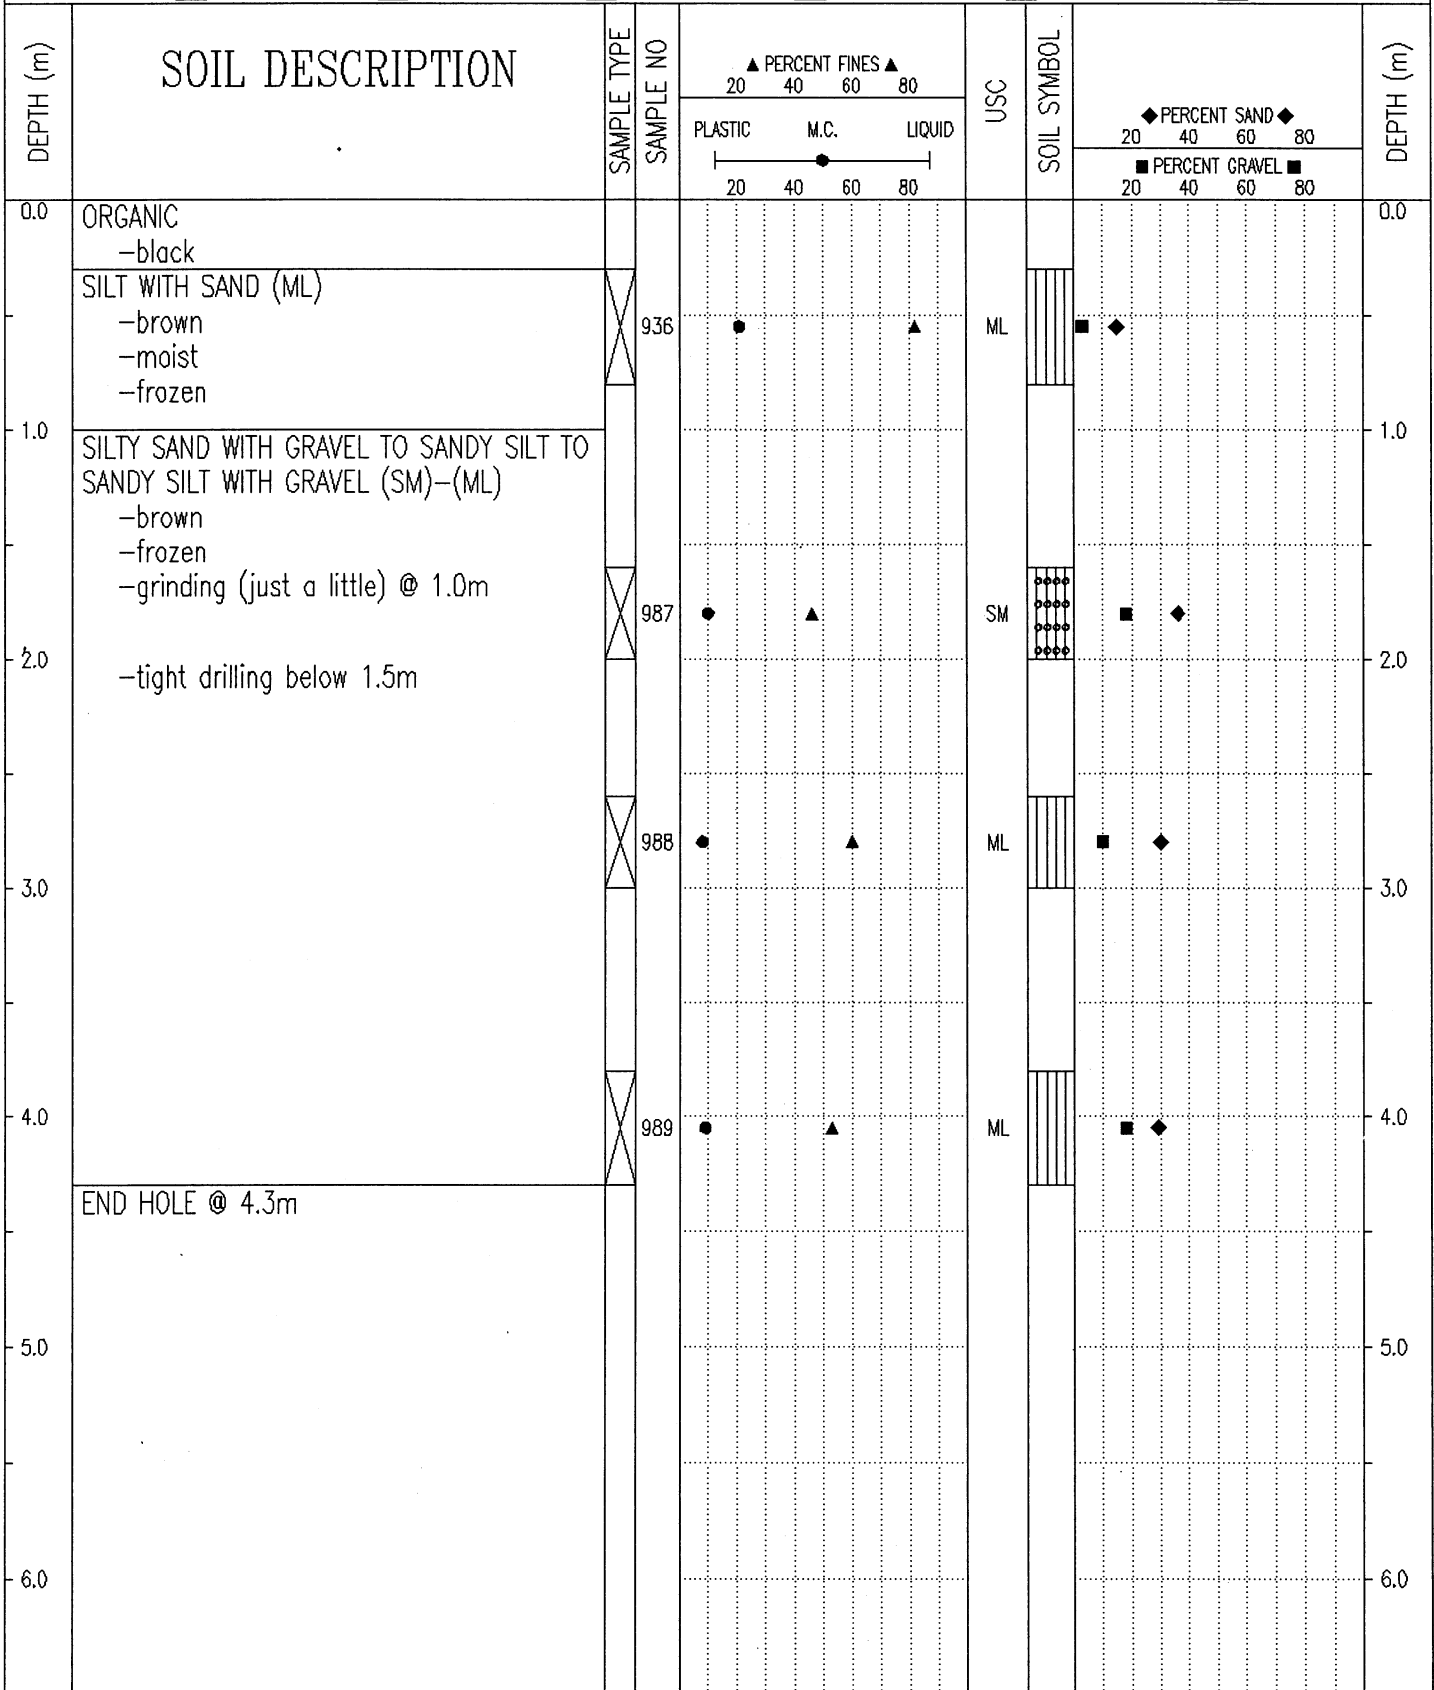 DEPTH (m)
SOIL DESCRIPTION
SAMPLE TYPE
SAMPLE NO
▲ PERCENT FINES ▲
20 40 60 80
PLASTIC M.C. LIQUID
20 40 60 80
USC
SOIL SYMBOL
◆ PERCENT SAND ◆
20 40 60 80
■ PERCENT GRAVEL ■
20 40 60 80
DEPTH (m)
0.0 ORGANIC 0.0
-black
SILT WITH SAND (ML)
-brown 936 ML
-moist
-frozen
1.0 1.0
SILTY SAND WITH GRAVEL TO SANDY SILT TO
SANDY SILT WITH GRAVEL (SM)-(ML)
-brown
-frozen
-grinding (just a little) @ 1.0m
987 SM
2.0 2.0
-tight drilling below 1.5m
988 ML
3.0 3.0
4.0 4.0
989 ML
END HOLE @ 4.3m
5.0 5.0
6.0 6.0